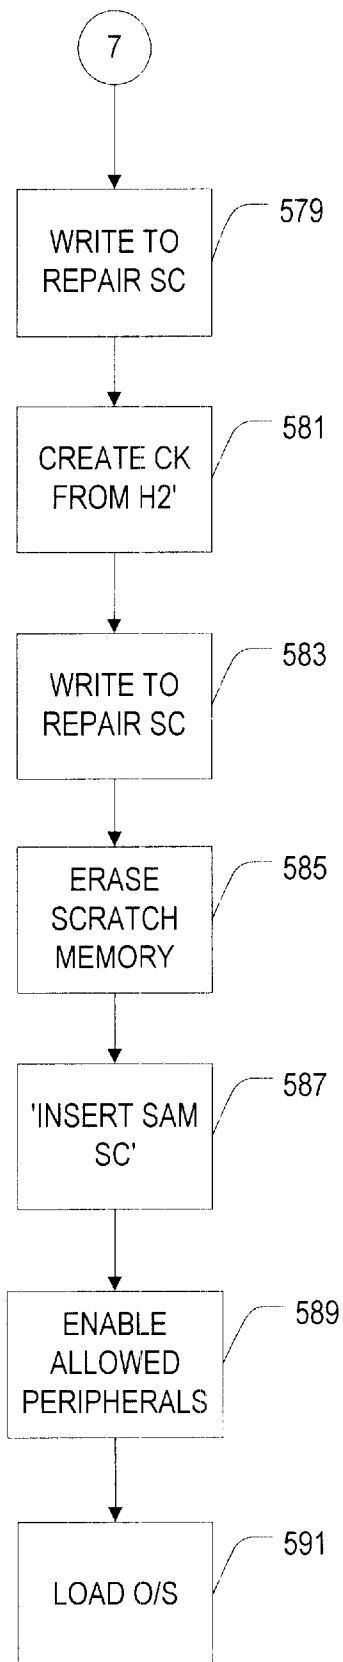 7
579
WRITE TO
REPAIR SC
581
CREATE CK
FROM H2'
583
WRITE TO
REPAIR SC
585
ERASE
SCRATCH
MEMORY
587
'INSERT SAM
SC'
589
ENABLE
ALLOWED
PERIPHERALS
591
LOAD O/S